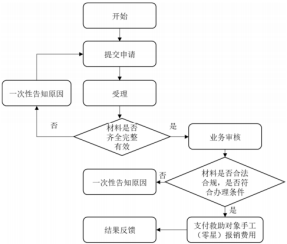 开始
提交申请
一次性告知原因
受理
否
材料是否
齐全完整
有效
是
业务审核
一次性告知原因
否
材料是否合法
合规，是否符
合办理条件
是
结果反馈
支付救助对象手工
（零星）报销费用